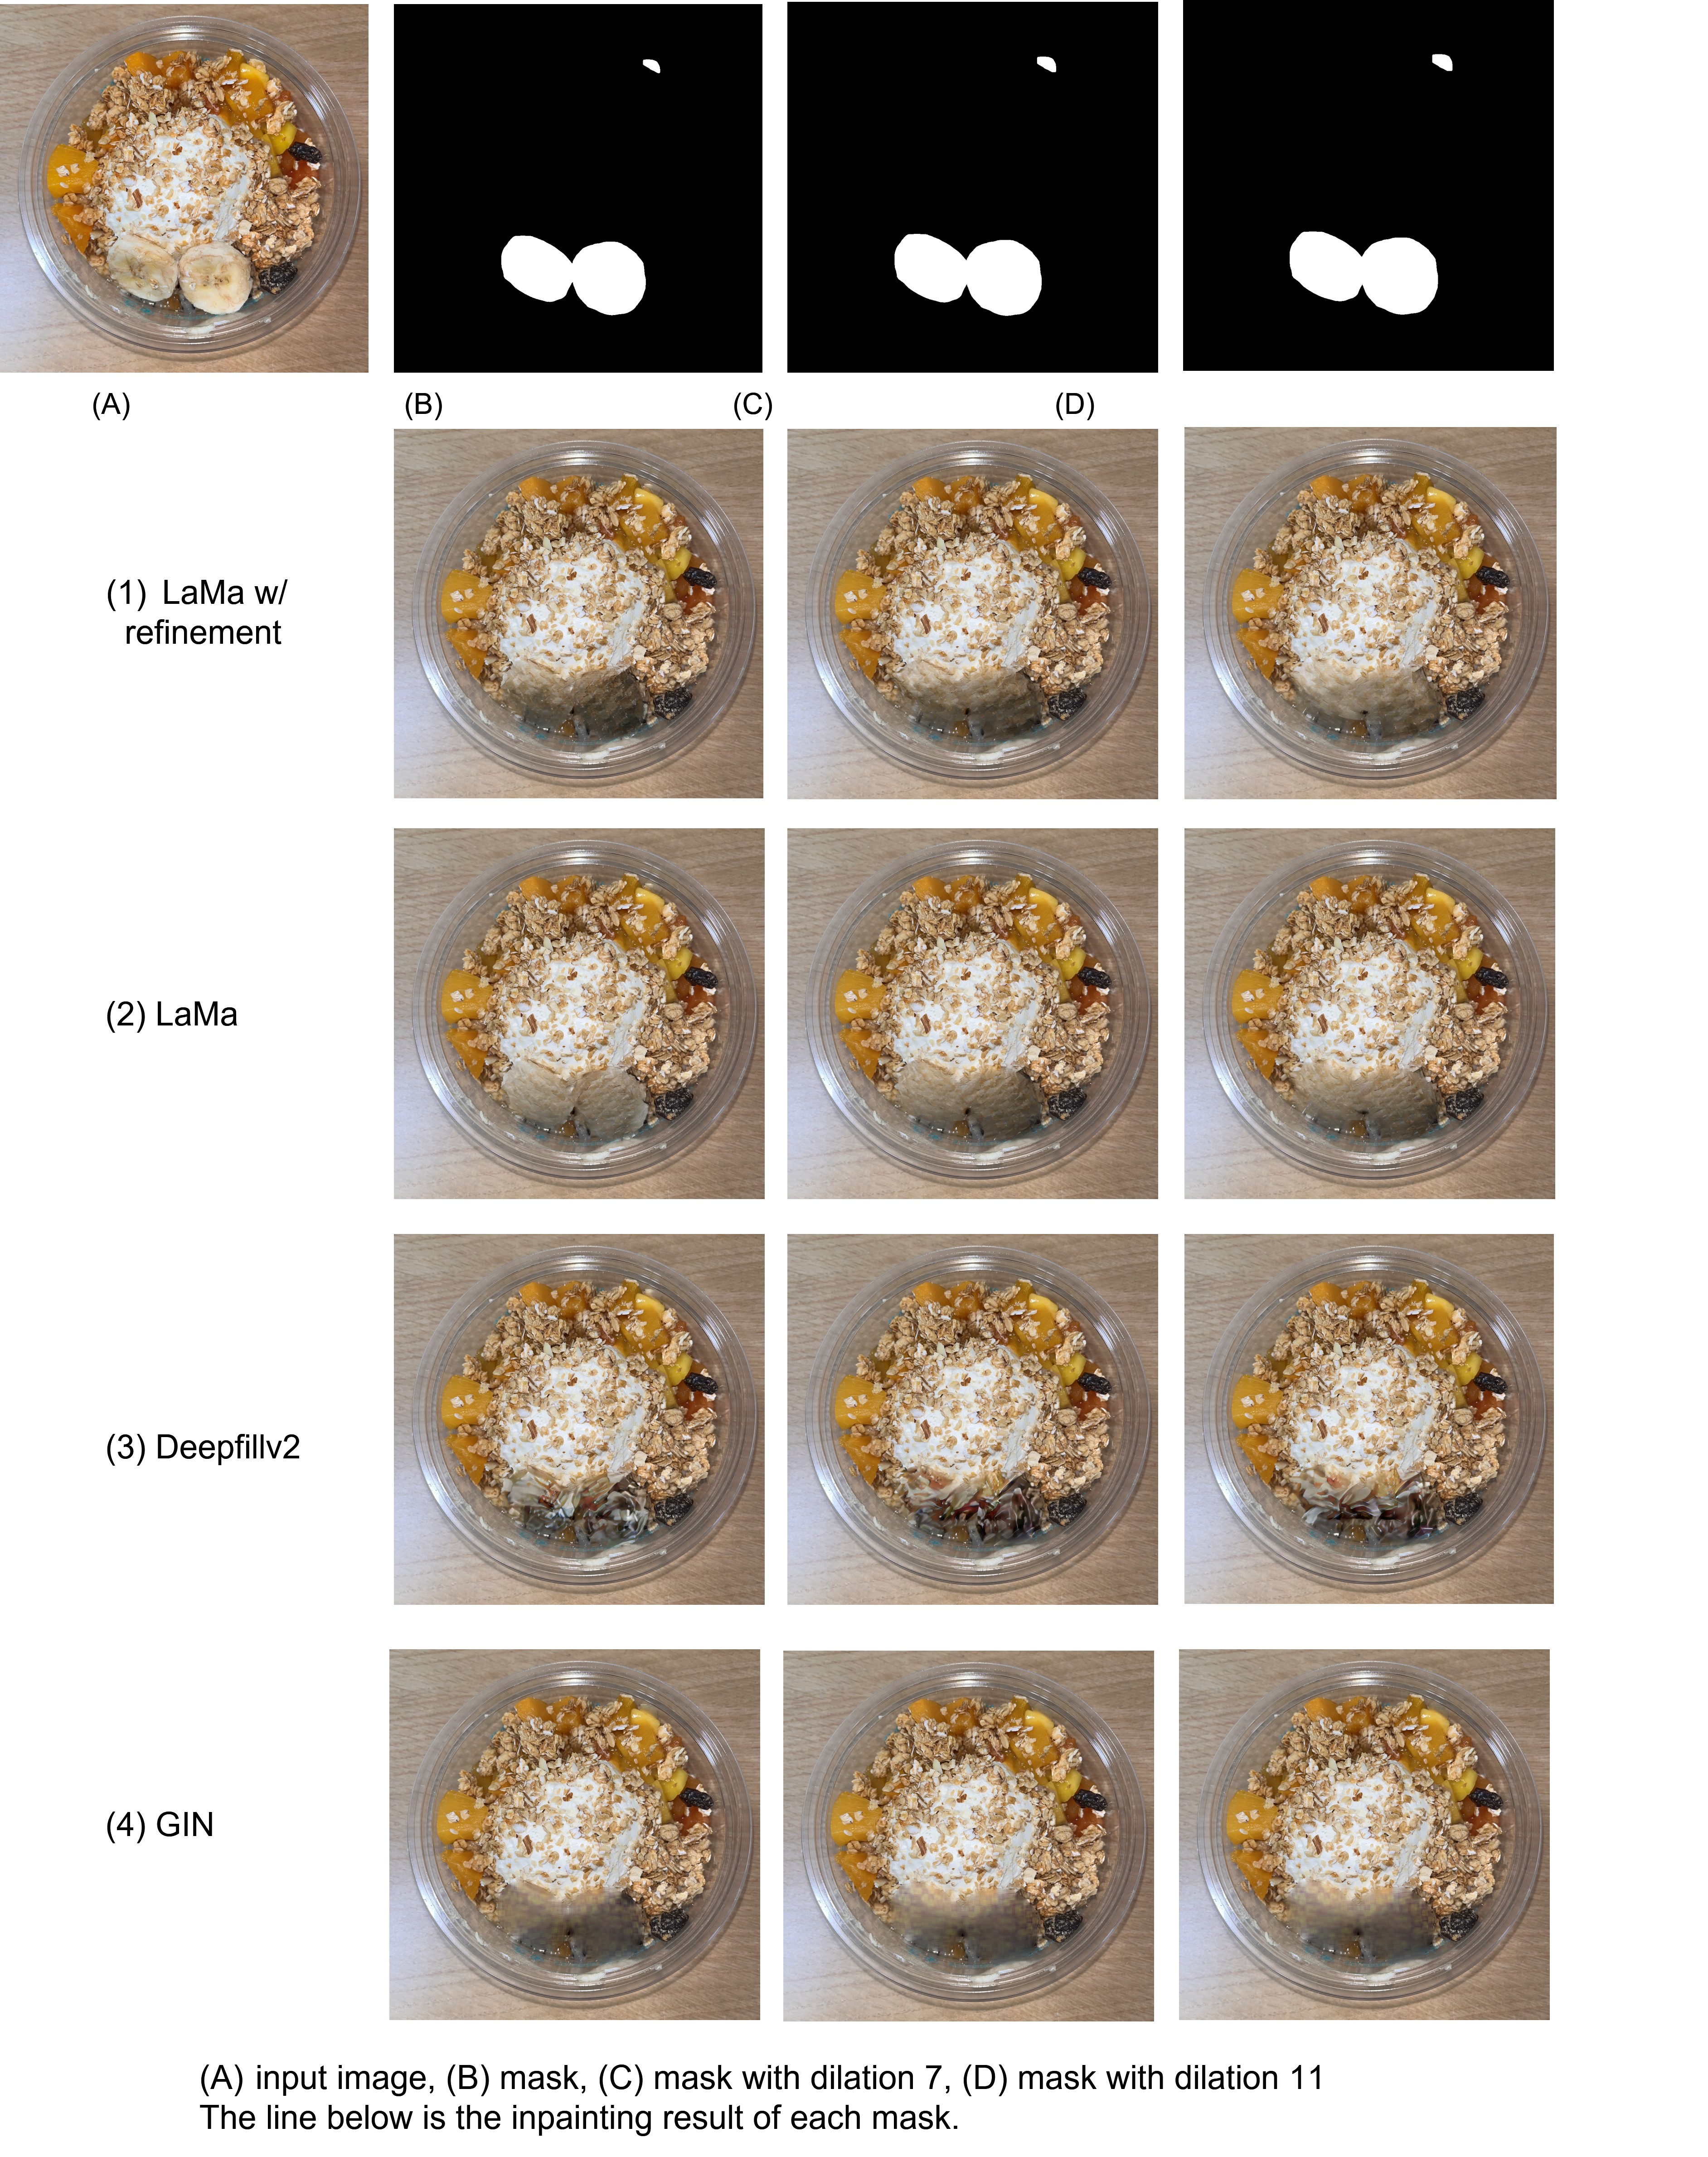 (A) (B) (C) (D)
(1) LaMa w/
refinement
(2) LaMa
(3) Deepfillv2
(4) GIN
(A) input image, (B) mask, (C) mask with dilation 7, (D) mask with dilation 11
The line below is the inpainting result of each mask.